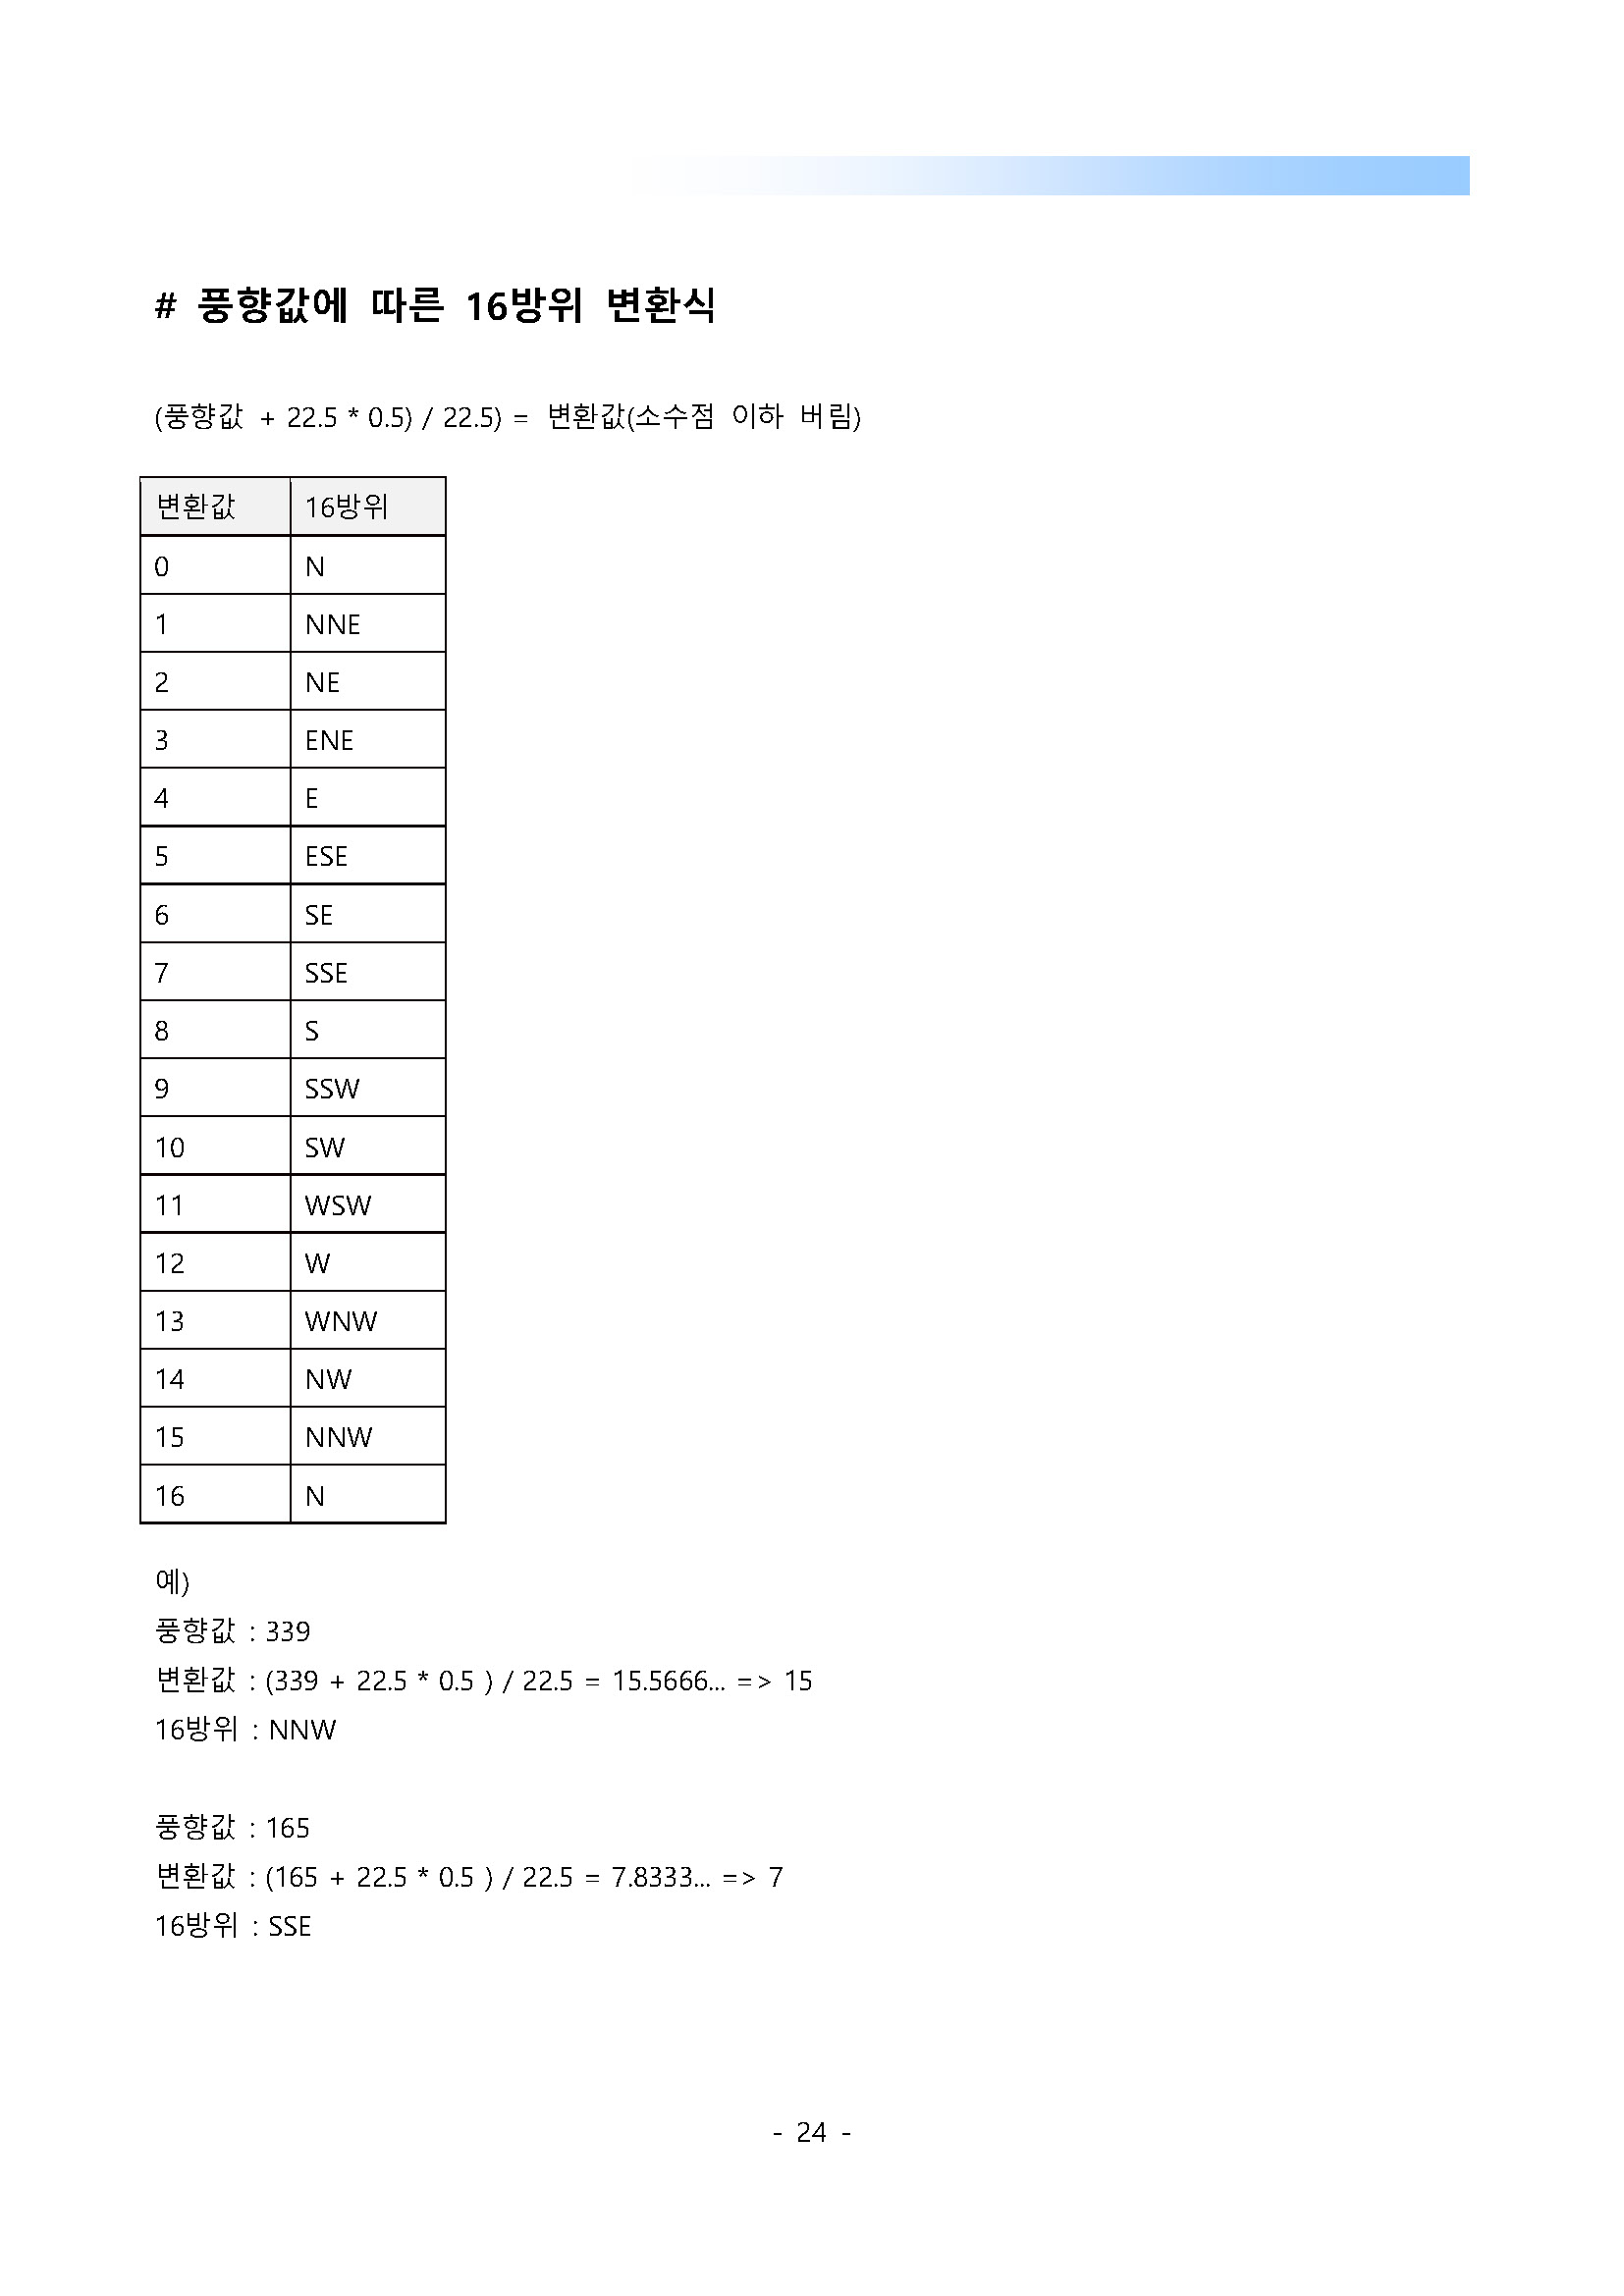 # 풍향값에 따른 16방위 변환식
(풍향값 + 22.5 * 0.5) / 22.5) = 변환값(소수점 이하 버림)
변환값 16방위
0 N
1 NNE
2 NE
3 ENE
4 E
5 ESE
6 SE
7 SSE
8 S
9 SSW
10 SW
11 WSW
12 W
13 WNW
14 NW
15 NNW
16 N
예)
풍향값 : 339
변환값 : (339 + 22.5 * 0.5 ) / 22.5 = 15.5666... => 15
16방위 : NNW
풍향값 : 165
변환값 : (165 + 22.5 * 0.5 ) / 22.5 = 7.8333... => 7
16방위 : SSE
- 24 -